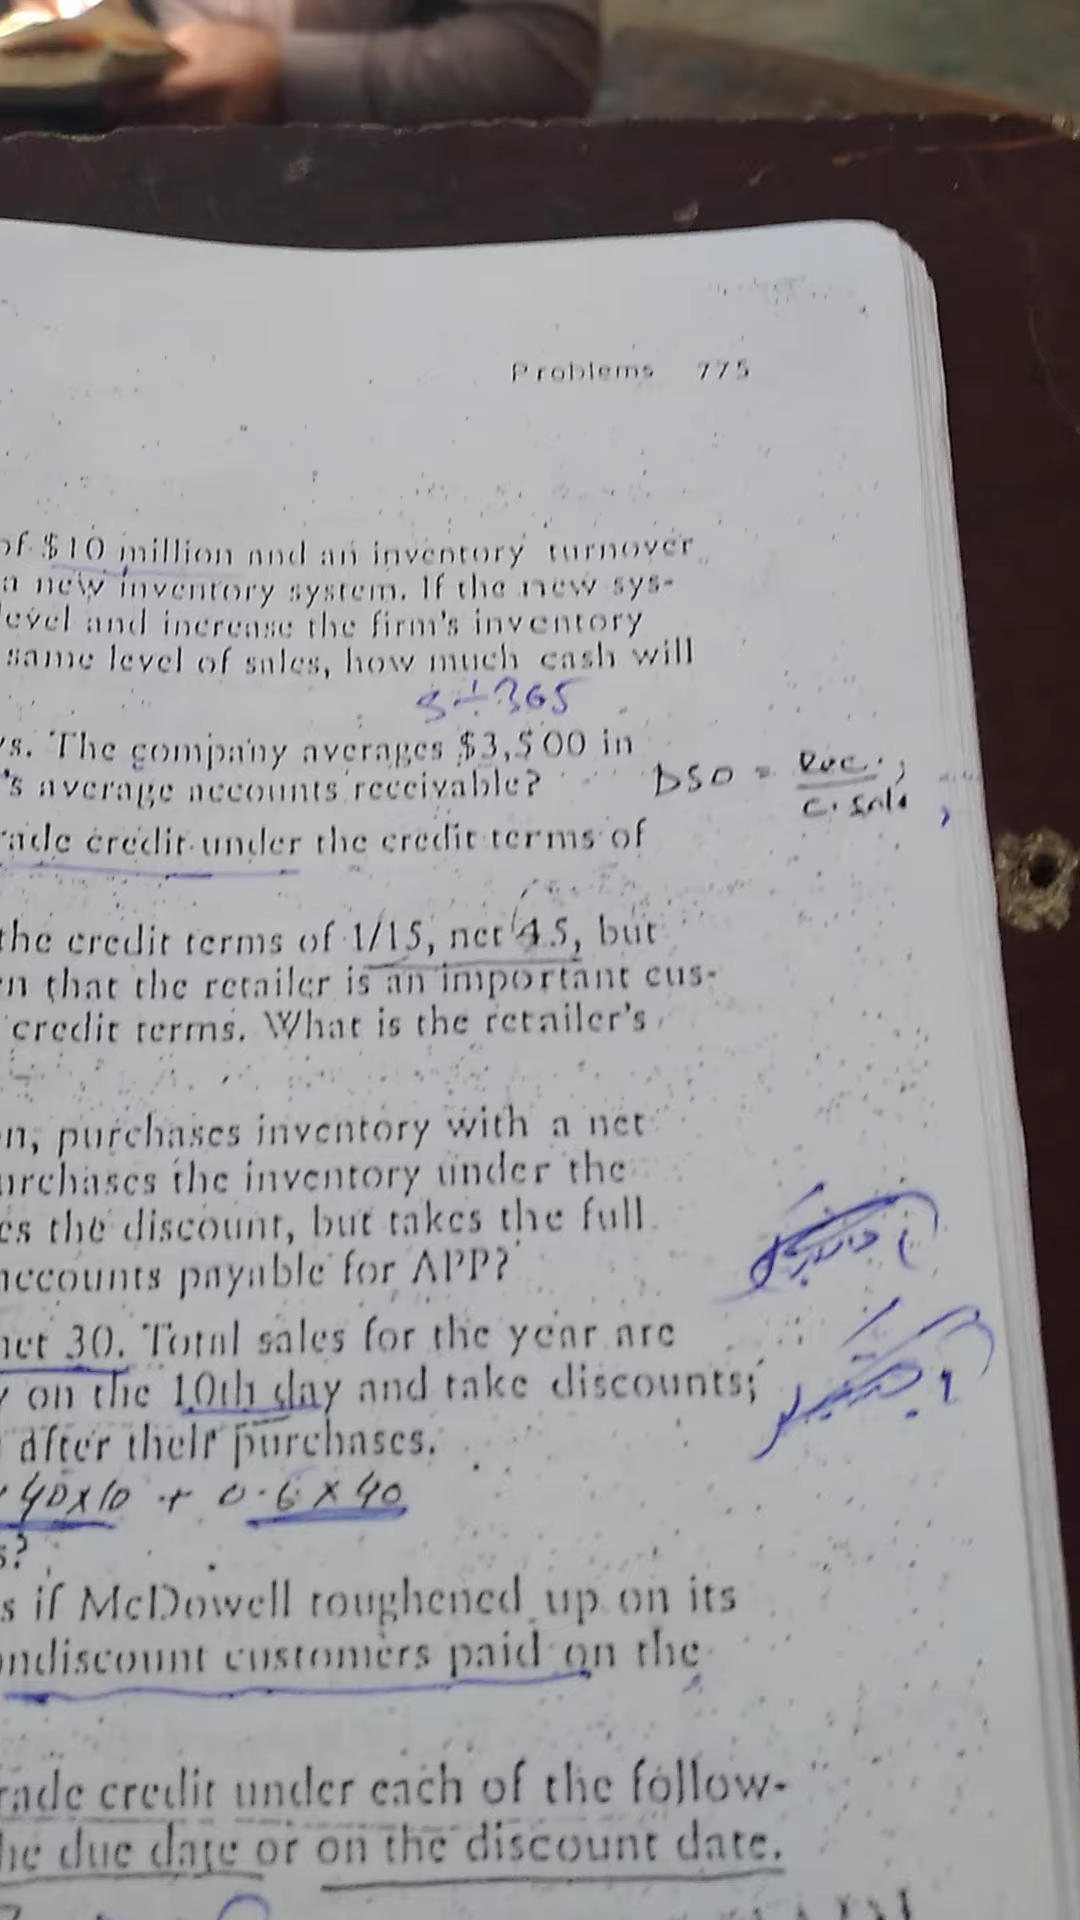 Problems 775
of $10 million and an inventory turnover
a new inventory system. If the new sys-
level and increase the firm's inventory
same level of sales, how much cash will
S÷365
s. The company averages $3,500 in
's average accounts receivable?
DSO = Rec.
rade credit under the credit terms of
the credit terms of 1/15, net 45, but
n that the retailer is an important cus-
credit terms. What is the retailer's
n, purchases inventory with a net
urchases the inventory under the
es the discount, but takes the full
accounts payable for APP?
net 30. Total sales for the year are
y on the 10th day and take discounts;
after their purchases.
40x10 + 0.6 x 40
s?
s if McDowell toughened up on its
ndiscount customers paid on the
rade credit under each of the follow-
he due date or on the discount date.